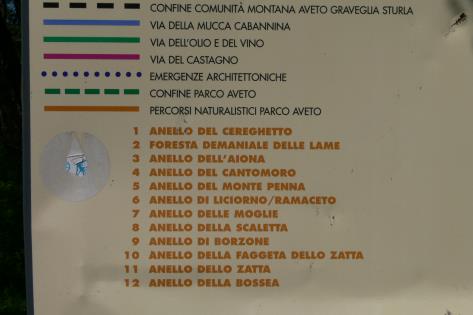 CONFINE COMUNITÀ MONTANA AVETO GRAVEGLIA STURLA
VIA DELLA MUCCA CABANNINA
VIA DELL'OLIO E DEL VINO
VIA DEL CASTAGNO
EMERGENZE ARCHITETTONICHE
CONFINE PARCO AVETO
PERCORSI NATURALISTICI PARCO AVETO
1 ANELLO DEL CEREGHETTO
2 FORESTA DEMANIALE DELLE LAME
3 ANELLO DELL'AIONA
4 ANELLO DEL CANTOMORO
5 ANELLO DEL MONTE PENNA
6 ANELLO DI LICIORNO/RAMACETO
7 ANELLO DELLE MOGLIE
8 ANELLO DELLA SCALETTA
9 ANELLO DI BORZONE
10 ANELLO DELLA FAGGETA DELLO ZATTA
11 ANELLO DELLO ZATTA
12 ANELLO DELLA BOSSEA